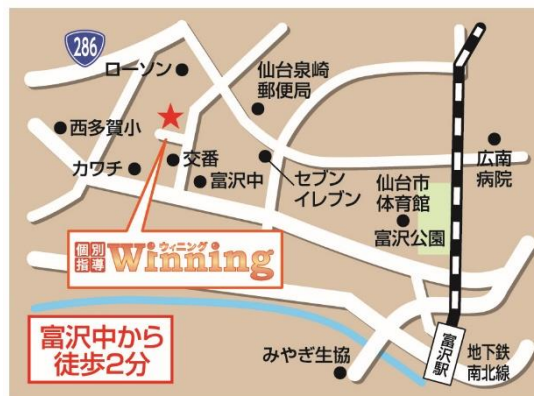 286
ローソン
仙台泉崎
郵便局
西多賀小
カワチ
交番
富沢中
セブン
イレブン
仙台市
体育館
富沢公園
広南
病院
個別
指導
ウィニング
Winning
富沢中から
徒歩2分
みやぎ生協
富沢駅
地下鉄
南北線